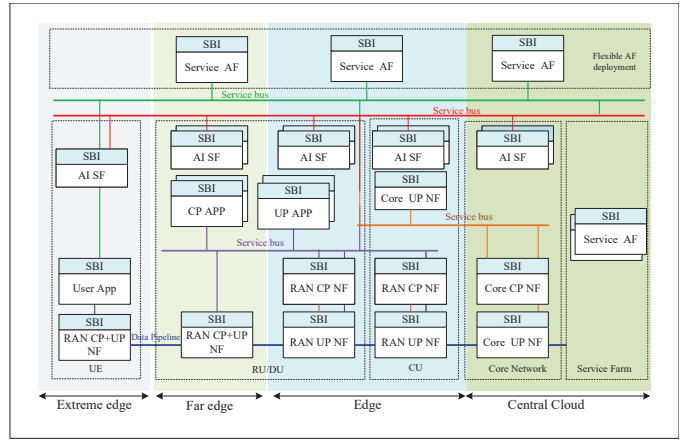 SBI
Service AF
SBI
Service AF
SBI
Service AF
Flexible AF
deployment
Service bus
Service bus
SBI
AI SF
SBI
AI SF
SBI
AI SF
SBI
AI SF
SBI
AI SF
SBI
CP APP
SBI
UP APP
SBI
Core UP NF
Service bus
SBI
Service AF
Service bus
SBI
User App
SBI
RAN CP NF
SBI
RAN CP NF
SBI
Core CP NF
SBI
RAN CP+UP
NF
Data Pipeline
SBI
RAN CP+UP
NF
SBI
RAN UP NF
SBI
RAN UP NF
SBI
Core UP NF
UE
RU/DU
CU
Core Network
Service Farm
Extreme edge
Far edge
Edge
Central Cloud